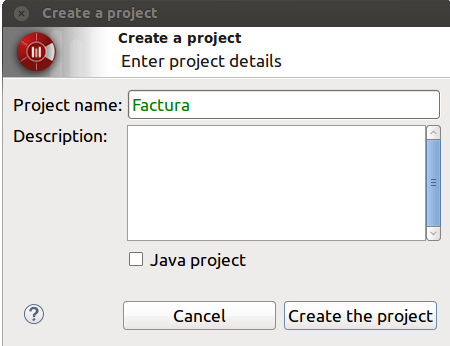 Create a project
Create a project
Enter project details
Project name: Factura
Description:
Java project
?
Cancel
Create the project